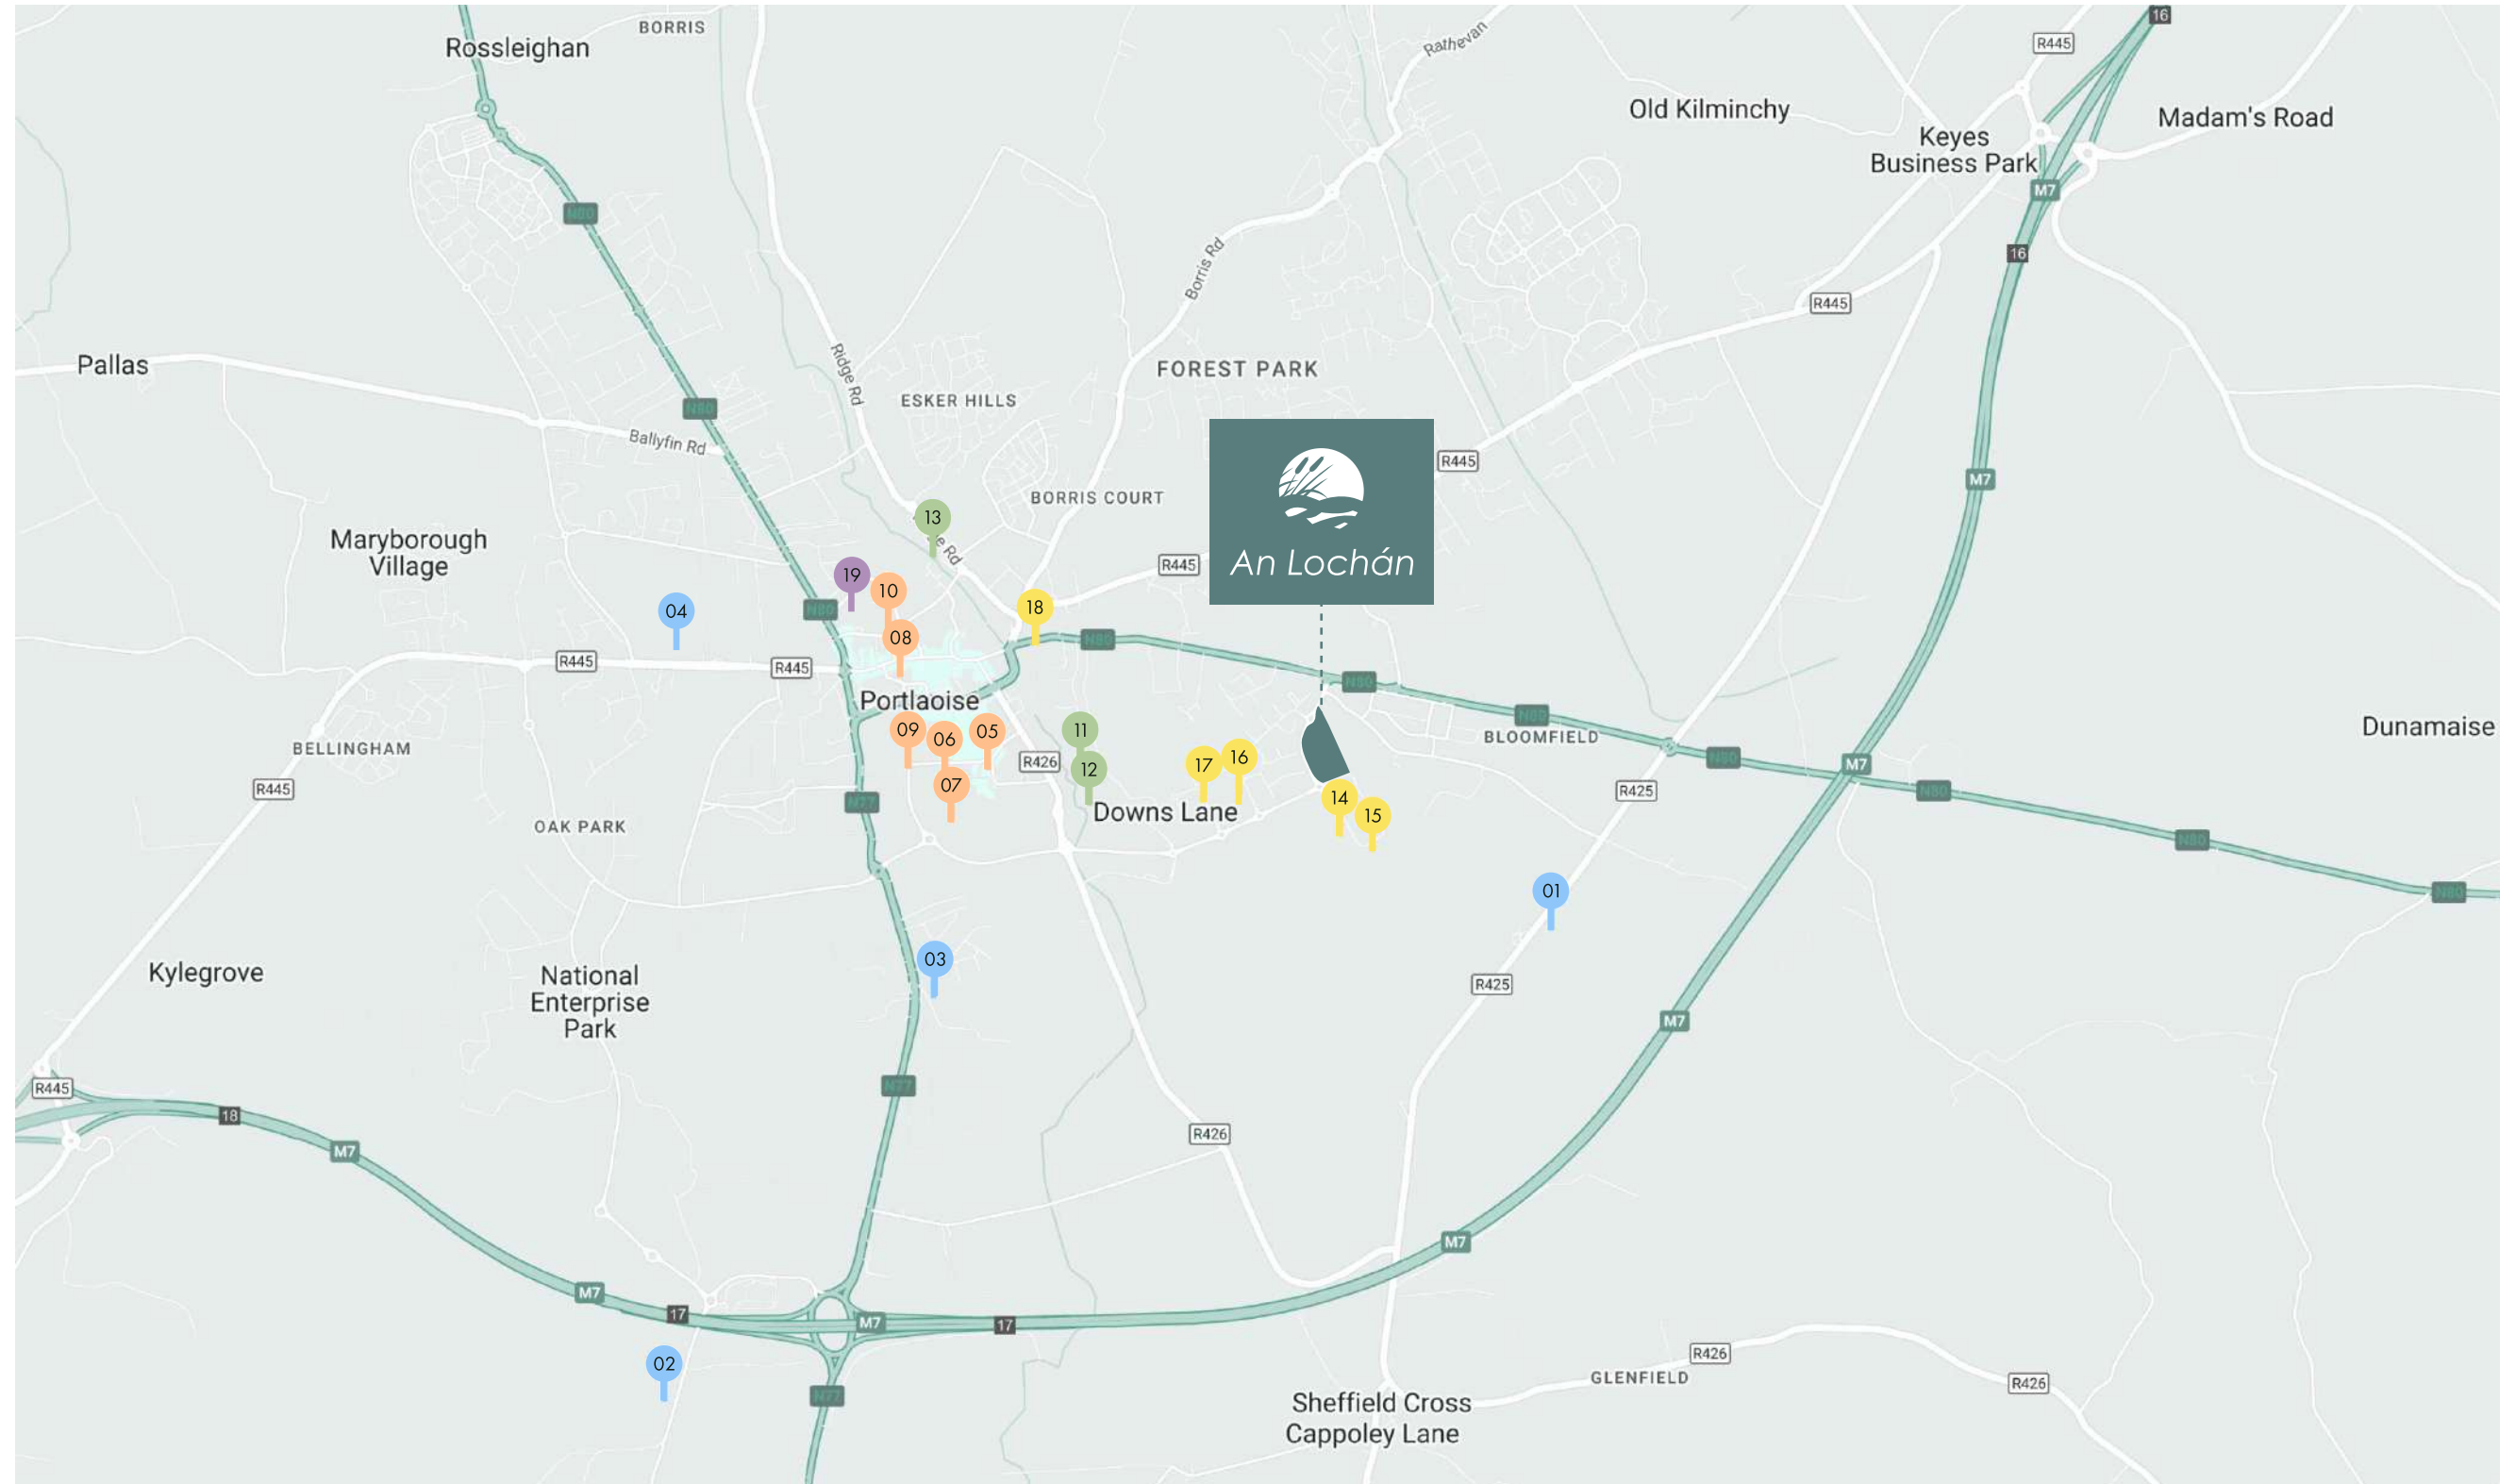 BORRIS
Rossleighan
16
R445
Rathevan
Old Kilminchy
Madam's Road
Keyes
Business Park
M7
N80
16
Borris Rd
R445
Pallas
Ridge Rd
FOREST PARK
ESKER HILLS
N80
Ballyfin Rd
R445
M7
BORRIS COURT
13
e Rd
An Lochán
Maryborough
Village
R445
19
10
04
N80
18
08
N80
R445
R445
N80
Portlaoise
N80
Dunamaise
09
06
05
11
BLOOMFIELD
BELLINGHAM
R426
12
17
16
N80
M7
R445
07
R425
N80
N77
Downs Lane
14
15
OAK PARK
N80
01
N80
03
Kylegrove
National
Enterprise
Park
R425
M7
R445
N77
18
R426
M7
M7
M7
17
M7
17
02
R426
GLENFIELD
R426
N77
Sheffield Cross
Cappoley Lane